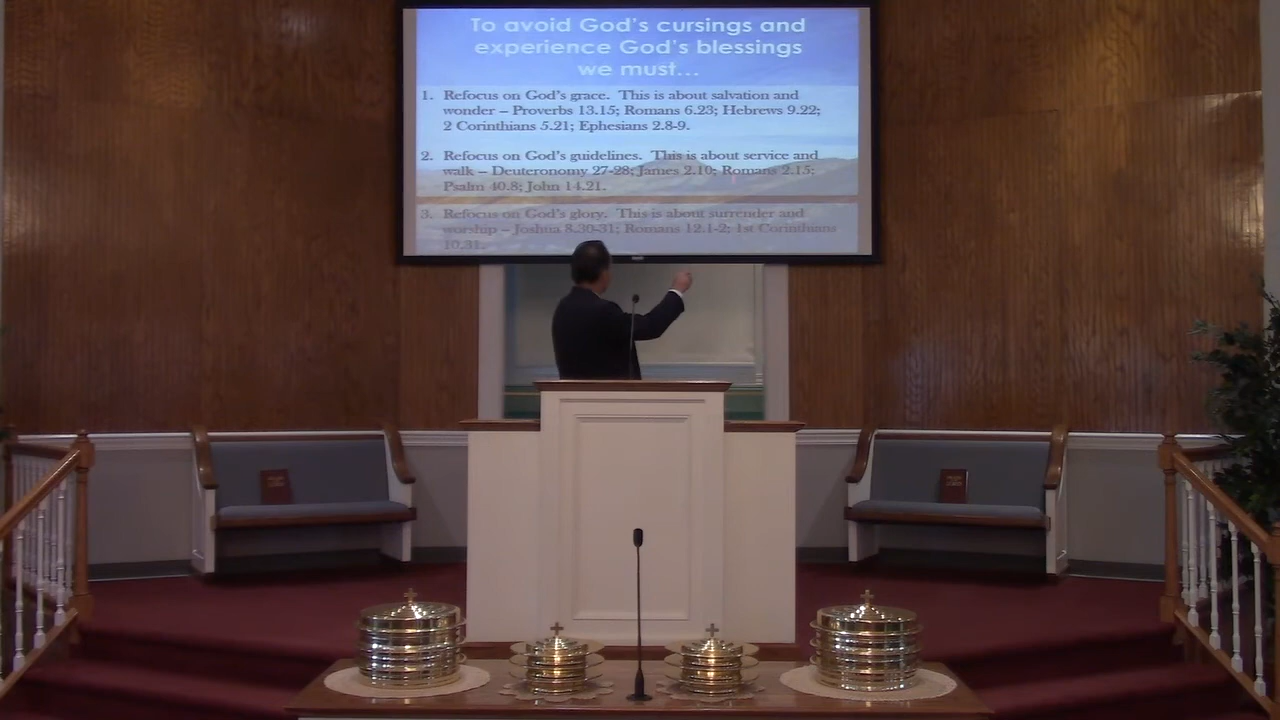 To avoid God's cursings and
experience God's blessings
we must...
1. Refocus on God's grace. This is about salvation and
wonder – Proverbs 13.15; Romans 6.23; Hebrews 9.22;
2 Corinthians 5.21; Ephesians 2.8-9.
2. Refocus on God's guidelines. This is about service and
walk – Deuteronomy 27-28; James 2.10; Romans 2.15;
Psalm 40.8; John 14.21.
3. Refocus on God's glory. This is about surrender and
worship – Joshua 8.30-31; Romans 12.1-2; 1st Corinthians
10.31.